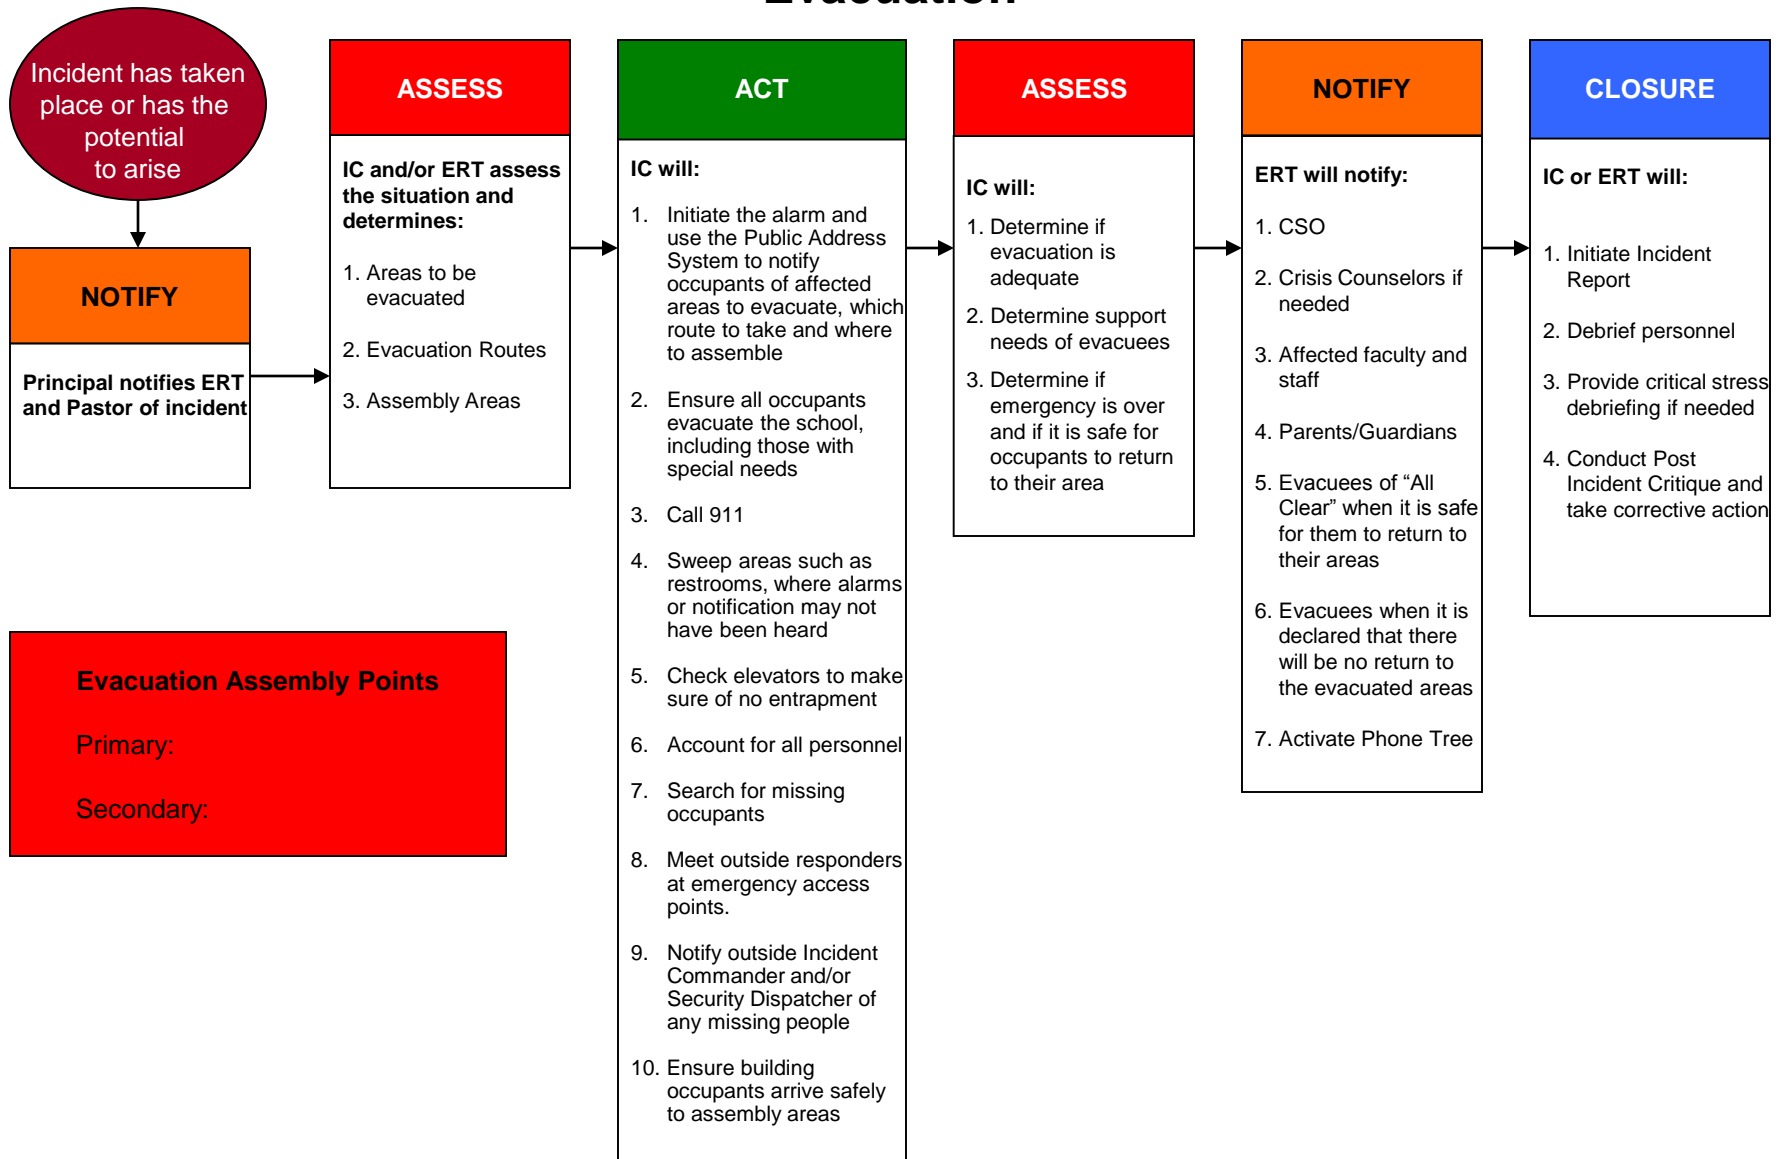 Evacuation
Incident has taken
place or has the
potential
to arise
NOTIFY
Principal notifies ERT
and Pastor of incident
ASSESS
IC and/or ERT assess
the situation and
determines:
1. Areas to be
evacuated
2. Evacuation Routes
3. Assembly Areas
ACT
IC will:
1. Initiate the alarm and
use the Public Address
System to notify
occupants of affected
areas to evacuate, which
route to take and where
to assemble
2. Ensure all occupants
evacuate the school,
including those with
special needs
3. Call 911
4. Sweep areas such as
restrooms, where alarms
or notification may not
have been heard
5. Check elevators to make
sure of no entrapment
6. Account for all personnel
7. Search for missing
occupants
8. Meet outside responders
at emergency access
points.
9. Notify outside Incident
Commander and/or
Security Dispatcher of
any missing people
10. Ensure building
occupants arrive safely
to assembly areas
ASSESS
IC will:
1. Determine if
evacuation is
adequate
2. Determine support
needs of evacuees
3. Determine if
emergency is over
and if it is safe for
occupants to return
to their area
NOTIFY
ERT will notify:
1. CSO
2. Crisis Counselors if
needed
3. Affected faculty and
staff
4. Parents/Guardians
5. Evacuees of “All
Clear” when it is safe
for them to return to
their areas
6. Evacuees when it is
declared that there
will be no return to
the evacuated areas
7. Activate Phone Tree
CLOSURE
IC or ERT will:
1. Initiate Incident
Report
2. Debrief personnel
3. Provide critical stress
debriefing if needed
4. Conduct Post
Incident Critique and
take corrective action
Evacuation Assembly Points
Primary:
Secondary: